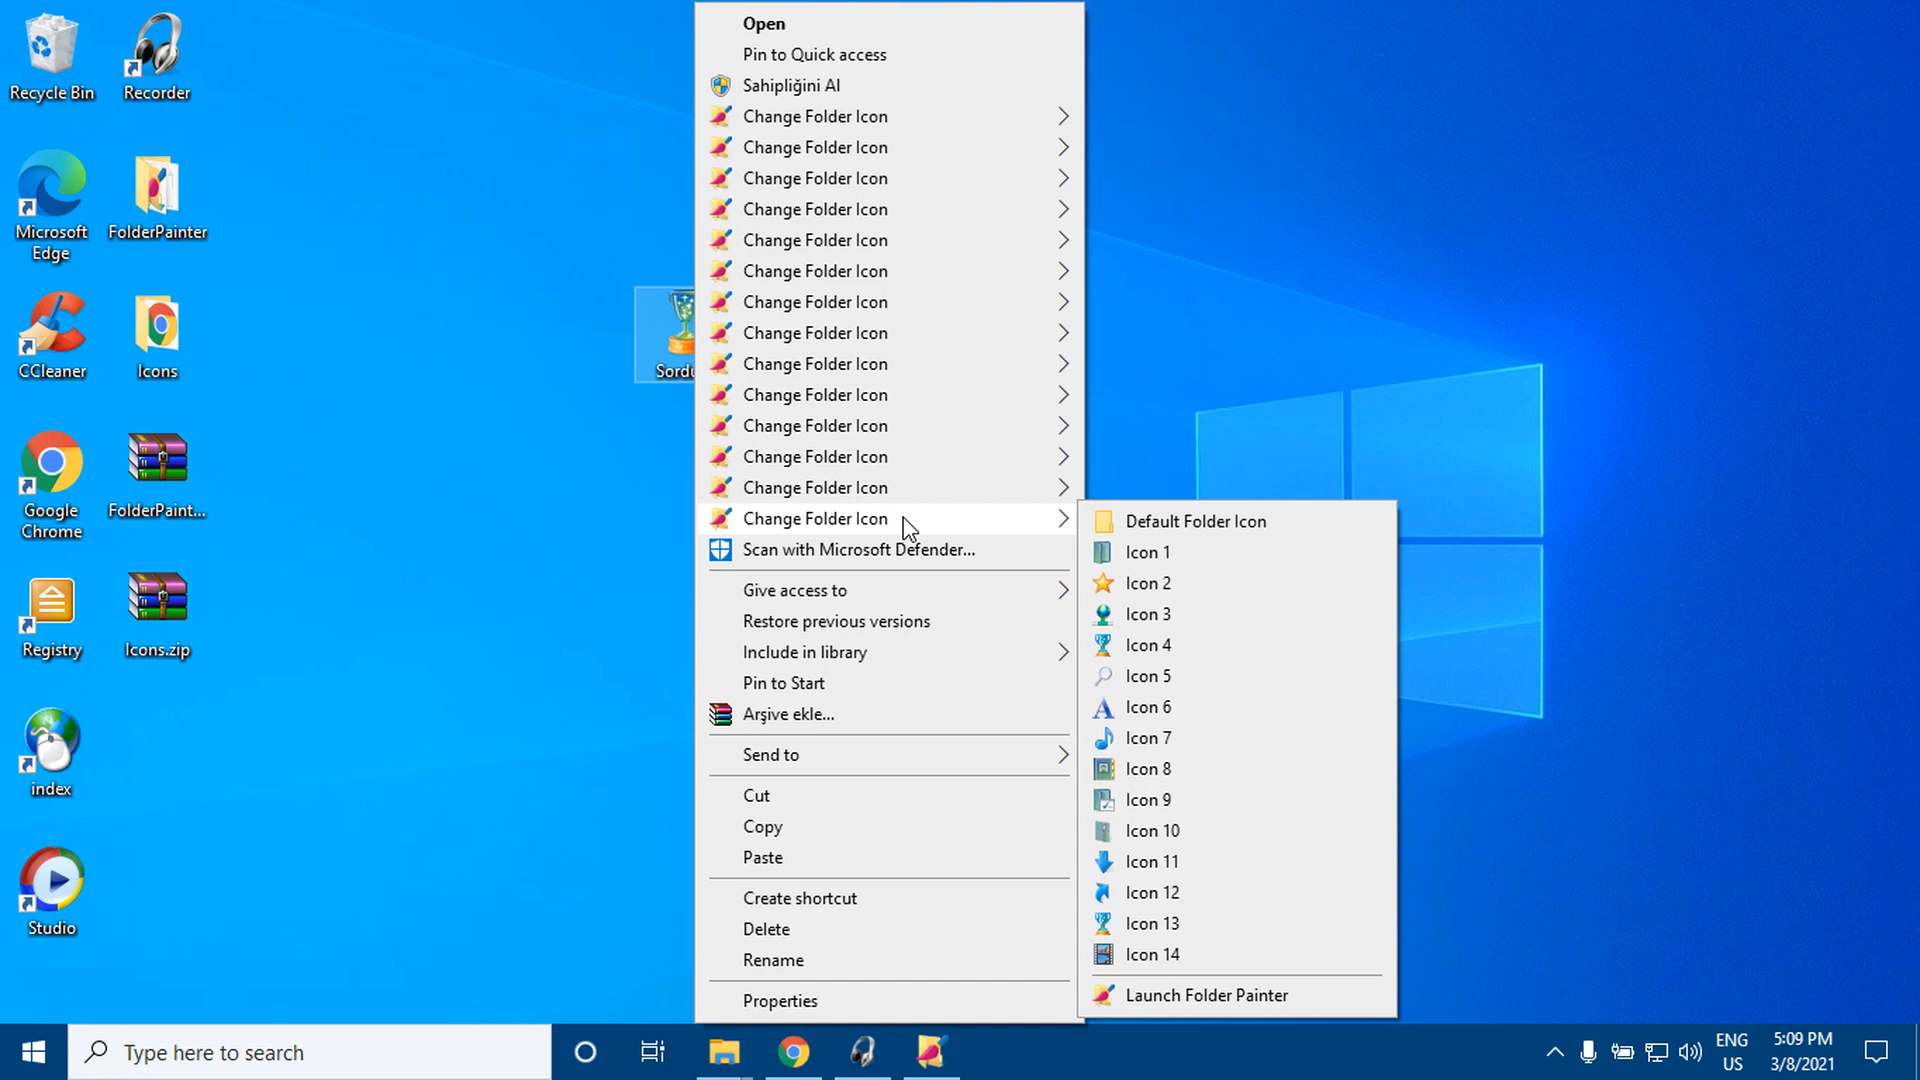 Recycle Bin
Recorder
Microsoft
Edge
FolderPainter
CCleaner
Icons
Google
Chrome
FolderPaint...
Registry
Icons.zip
index
Studio
Sordu
Open
Pin to Quick access
Sahipliğini Al
Change Folder Icon
Change Folder Icon
Change Folder Icon
Change Folder Icon
Change Folder Icon
Change Folder Icon
Change Folder Icon
Change Folder Icon
Change Folder Icon
Change Folder Icon
Change Folder Icon
Change Folder Icon
Change Folder Icon
Change Folder Icon
Scan with Microsoft Defender...
Give access to
Restore previous versions
Include in library
Pin to Start
Arşive ekle...
Send to
Cut
Copy
Paste
Create shortcut
Delete
Rename
Properties
Default Folder Icon
Icon 1
Icon 2
Icon 3
Icon 4
Icon 5
Icon 6
Icon 7
Icon 8
Icon 9
Icon 10
Icon 11
Icon 12
Icon 13
Icon 14
Launch Folder Painter
Type here to search
ENG
US
5:09 PM
3/8/2021